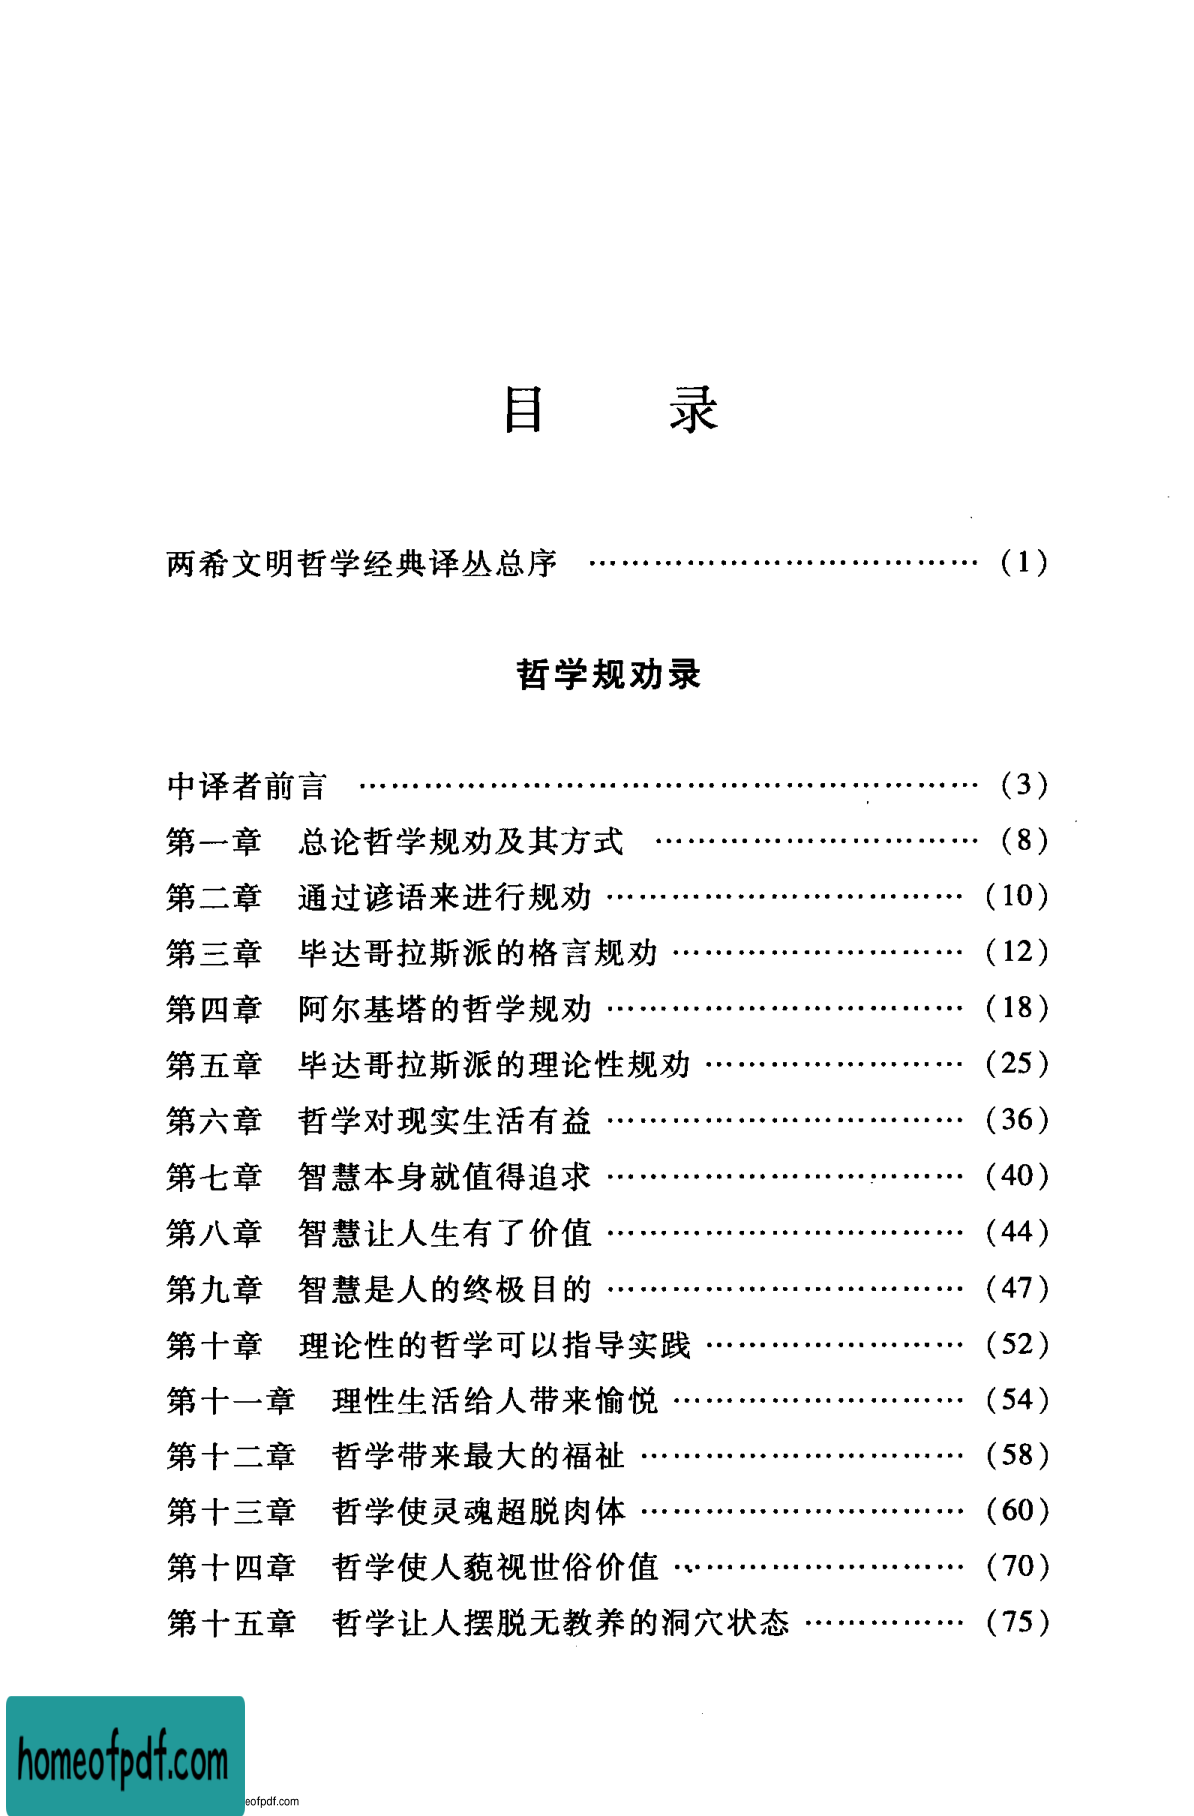 目 录
两希文明哲学经典译丛总序 …………………………………… (1)
哲学规劝录
中译者前言 ………………………………………………………… (3)
第一章 总论哲学规劝及其方式 …………………………… (8)
第二章 通过谚语来进行规劝 ……………………………… (10)
第三章 毕达哥拉斯派的格言规劝 ………………………… (12)
第四章 阿尔基塔的哲学规劝 ……………………………… (18)
第五章 毕达哥拉斯派的理论性规劝 ……………………… (25)
第六章 哲学对现实生活有益 ……………………………… (36)
第七章 智慧本身就值得追求 ……………………………… (40)
第八章 智慧让人生有了价值 ……………………………… (44)
第九章 智慧是人的终极目的 ……………………………… (47)
第十章 理论性的哲学可以指导实践 ……………………… (52)
第十一章 理性生活给人带来愉悦 ………………………… (54)
第十二章 哲学带来最大的福祉 …………………………… (58)
第十三章 哲学使灵魂超脱肉体 …………………………… (60)
第十四章 哲学使人藐视世俗价值 ………………………… (70)
第十五章 哲学让人摆脱无教养的洞穴状态 …………… (75)
homeofpdf.com
eofpdf.com